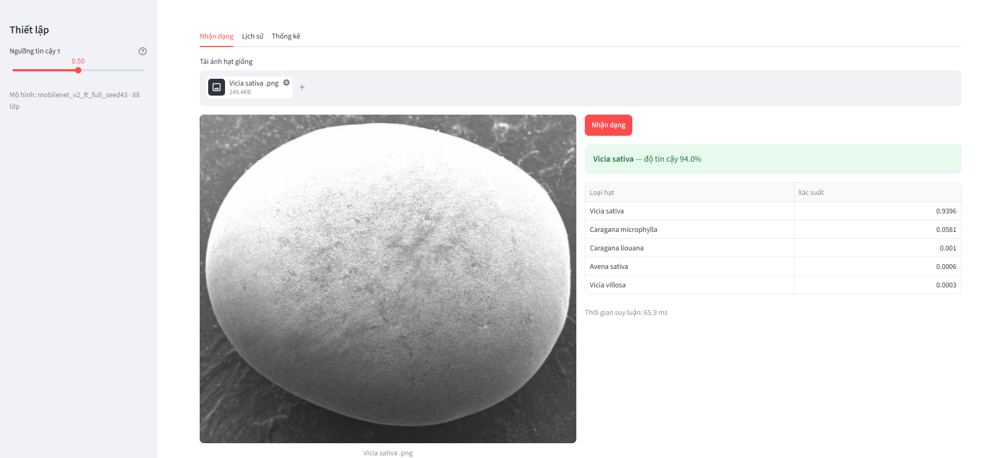 Thiết lập
Ngưỡng tin cậy τ
0.50
Mô hình: mobilenet_v2_ft_full_seed43 · 88
lớp
Nhận dạng
Lịch sử
Thống kê
Tải ảnh hạt giống
Vicia sativa .png
249.4KB
Nhận dạng
Vicia sativa — độ tin cậy 94.0%
Loại hạt Xác suất
Vicia sativa 0.9396
Caragana microphylla 0.0581
Caragana liouana 0.001
Avena sativa 0.0006
Vicia villosa 0.0003
Thời gian suy luận: 65.9 ms
Vicia sativa .png